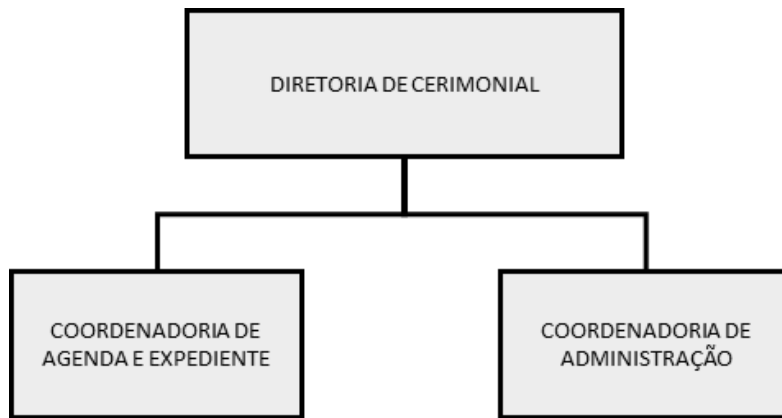 DIRETORIA DE CERIMONIAL
COORDENADORIA DE
AGENDA E EXPEDIENTE
COORDENADORIA DE
ADMINISTRAÇÃO